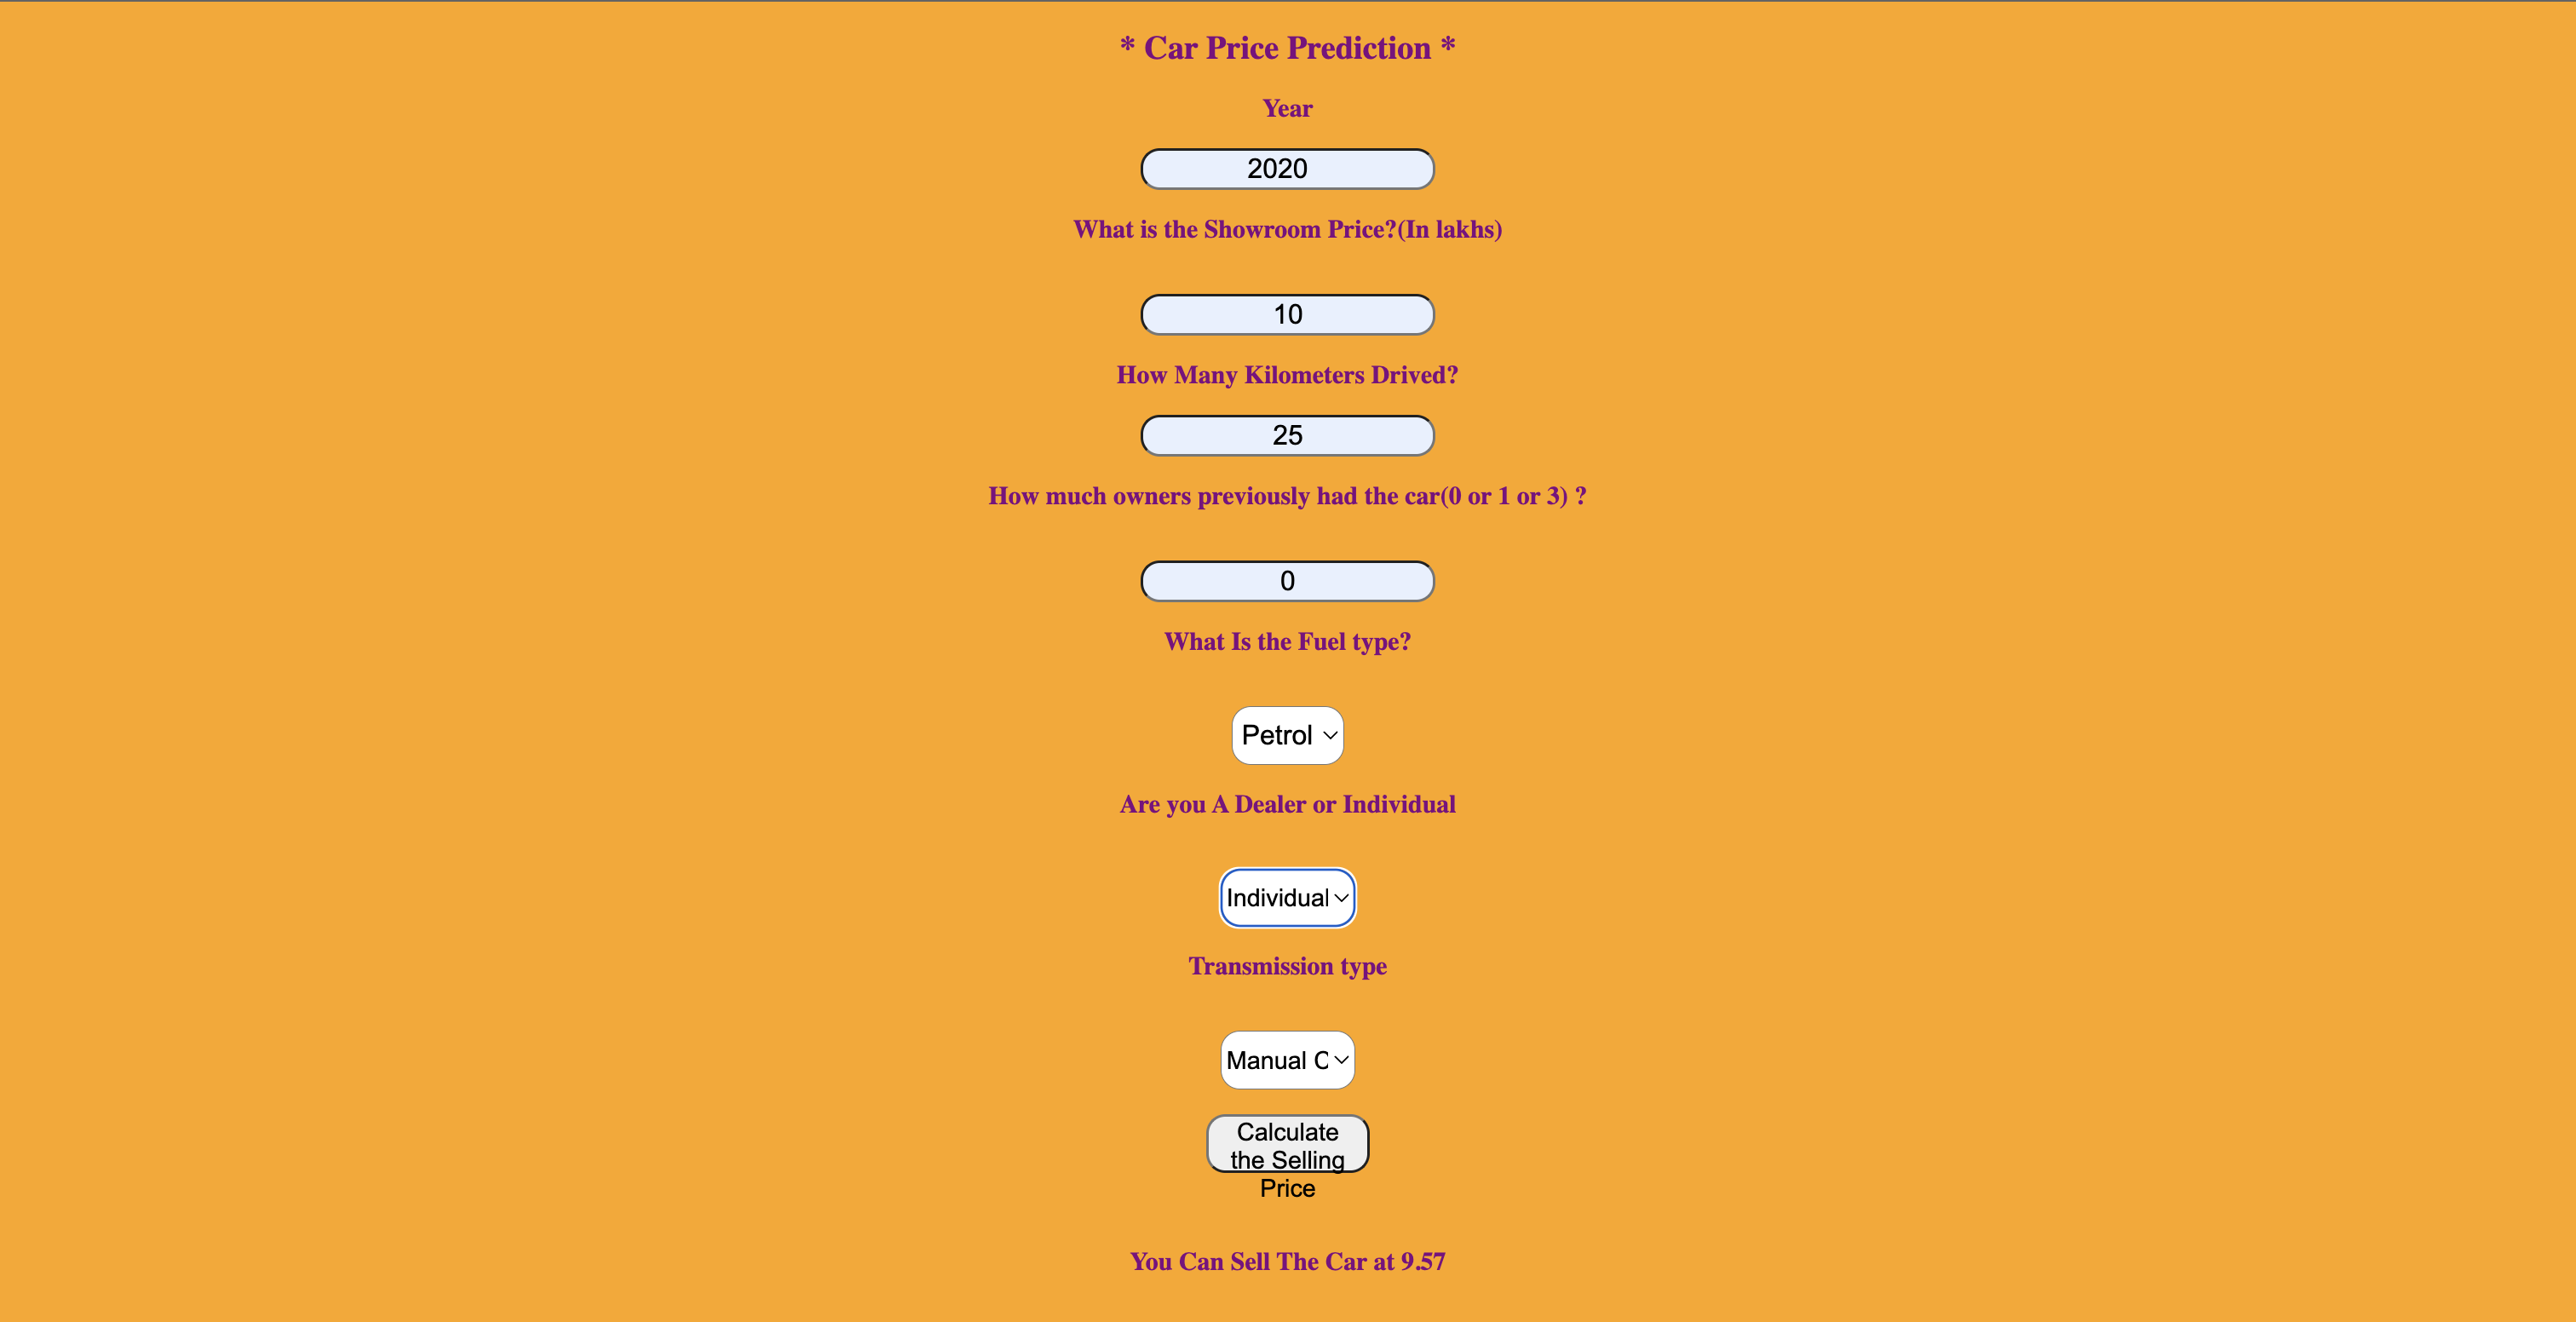 * Car Price Prediction *
Year
2020
What is the Showroom Price?(In lakhs)
10
How Many Kilometers Drived?
25
How much owners previously had the car(0 or 1 or 3) ?
0
What Is the Fuel type?
Petrol
Are you A Dealer or Individual
Individual
Transmission type
Manual C
Calculate
the Selling
Price
You Can Sell The Car at 9.57